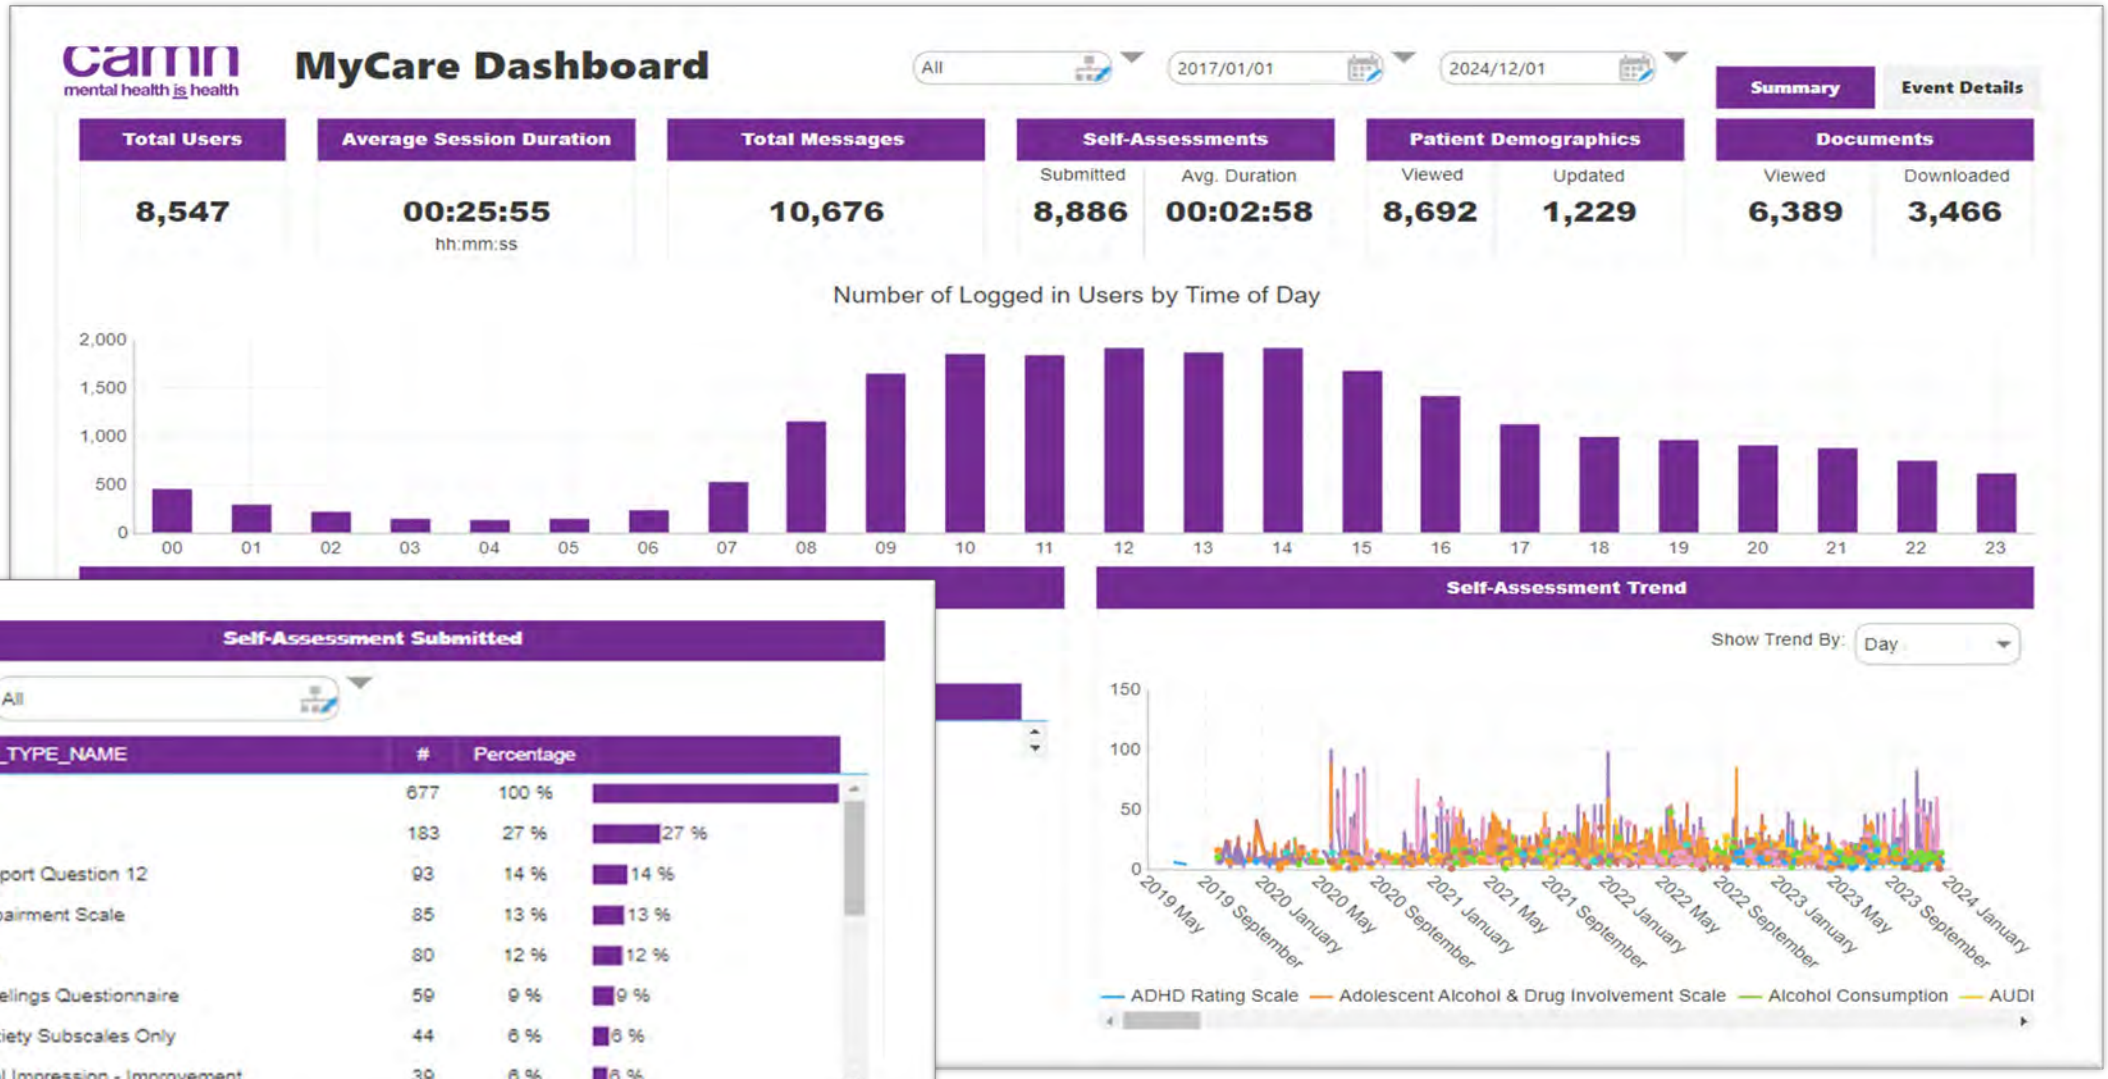 camh
mental health is health
MyCare Dashboard
All
2017/01/01
2024/12/01
Summary
Event Details
Total Users
Average Session Duration
Total Messages
Self-Assessments
Patient Demographics
Documents
Submitted
Avg. Duration
Viewed
Updated
Viewed
Downloaded
8,547
00:25:55
10,676
8,886
00:02:58
8,692
1,229
6,389
3,466
hh:mm:ss
Number of Logged in Users by Time of Day
2,000
1,500
1,000
500
0
00 01 02 03 04 05 06 07 08 09 10 11 12 13 14 15 16 17 18 19 20 21 22 23
Self-Assessment Submitted
All
_TYPE_NAME # Percentage
677 100 %
183 27 % 27 %
port Question 12 93 14 % 14 %
pairment Scale 85 13 % 13 %
80 12 % 12 %
elings Questionnaire 59 9 % 9 %
iety Subscales Only 44 6 % 6 %
l Impression - Improvement 39 6 % 6 %
Self-Assessment Trend
Show Trend By: Day
150
100
50
0
2019 May
2019 September
2020 January
2020 May
2020 September
2021 January
2021 May
2021 September
2022 January
2022 May
2022 September
2023 January
2023 May
2023 September
2024 January
ADHD Rating Scale Adolescent Alcohol & Drug Involvement Scale Alcohol Consumption AUDI